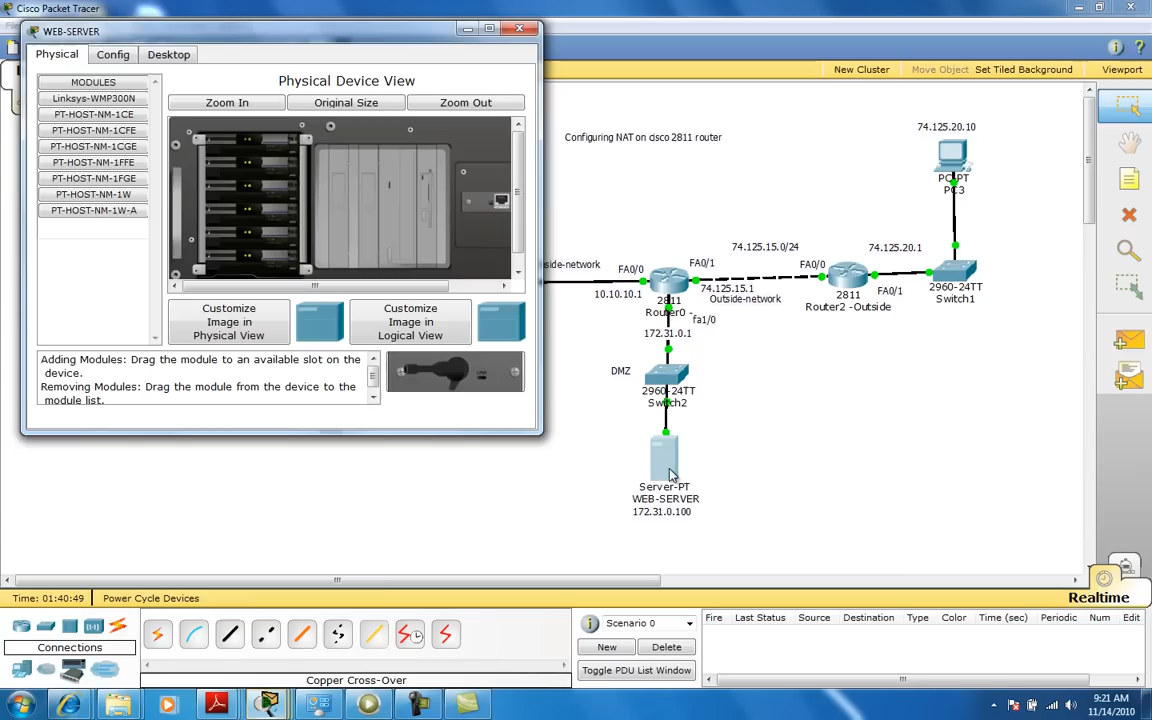 Cisco Packet Tracer
WEB-SERVER
Physical
Config
Desktop
MODULES
Linksys-WMP300N
PT-HOST-NM-1CE
PT-HOST-NM-1CFE
PT-HOST-NM-1CGE
PT-HOST-NM-1FFE
PT-HOST-NM-1FGE
PT-HOST-NM-1W
PT-HOST-NM-1W-A
Physical Device View
Zoom In
Original Size
Zoom Out
Customize
Image in
Physical View
Customize
Image in
Logical View
Adding Modules: Drag the module to an available slot on the
device.
Removing Modules: Drag the module from the device to the
module list.
New Cluster
Move Object
Set Tiled Background
Viewport
Configuring NAT on cisco 2811 router
74.125.20.10
PC-PT
PC3
74.125.15.0/24
74.125.20.1
side-network
FA0/0
FA0/1
FA0/0
10.10.10.1
74.125.15.1
Outside-network
2811
Router0 -
fa1/0
2811
Router2 -Outside
FA0/1
2960-24TT
Switch1
172.31.0.1
DMZ
2960-24TT
Switch2
Server-PT
WEB-SERVER
172.31.0.100
Time: 01:40:49
Power Cycle Devices
Realtime
Connections
Copper Cross-Over
Scenario 0
New
Delete
Toggle PDU List Window
Fire Last Status Source Destination Type Color Time (sec) Periodic Num Edit
9:21 AM
11/14/2010